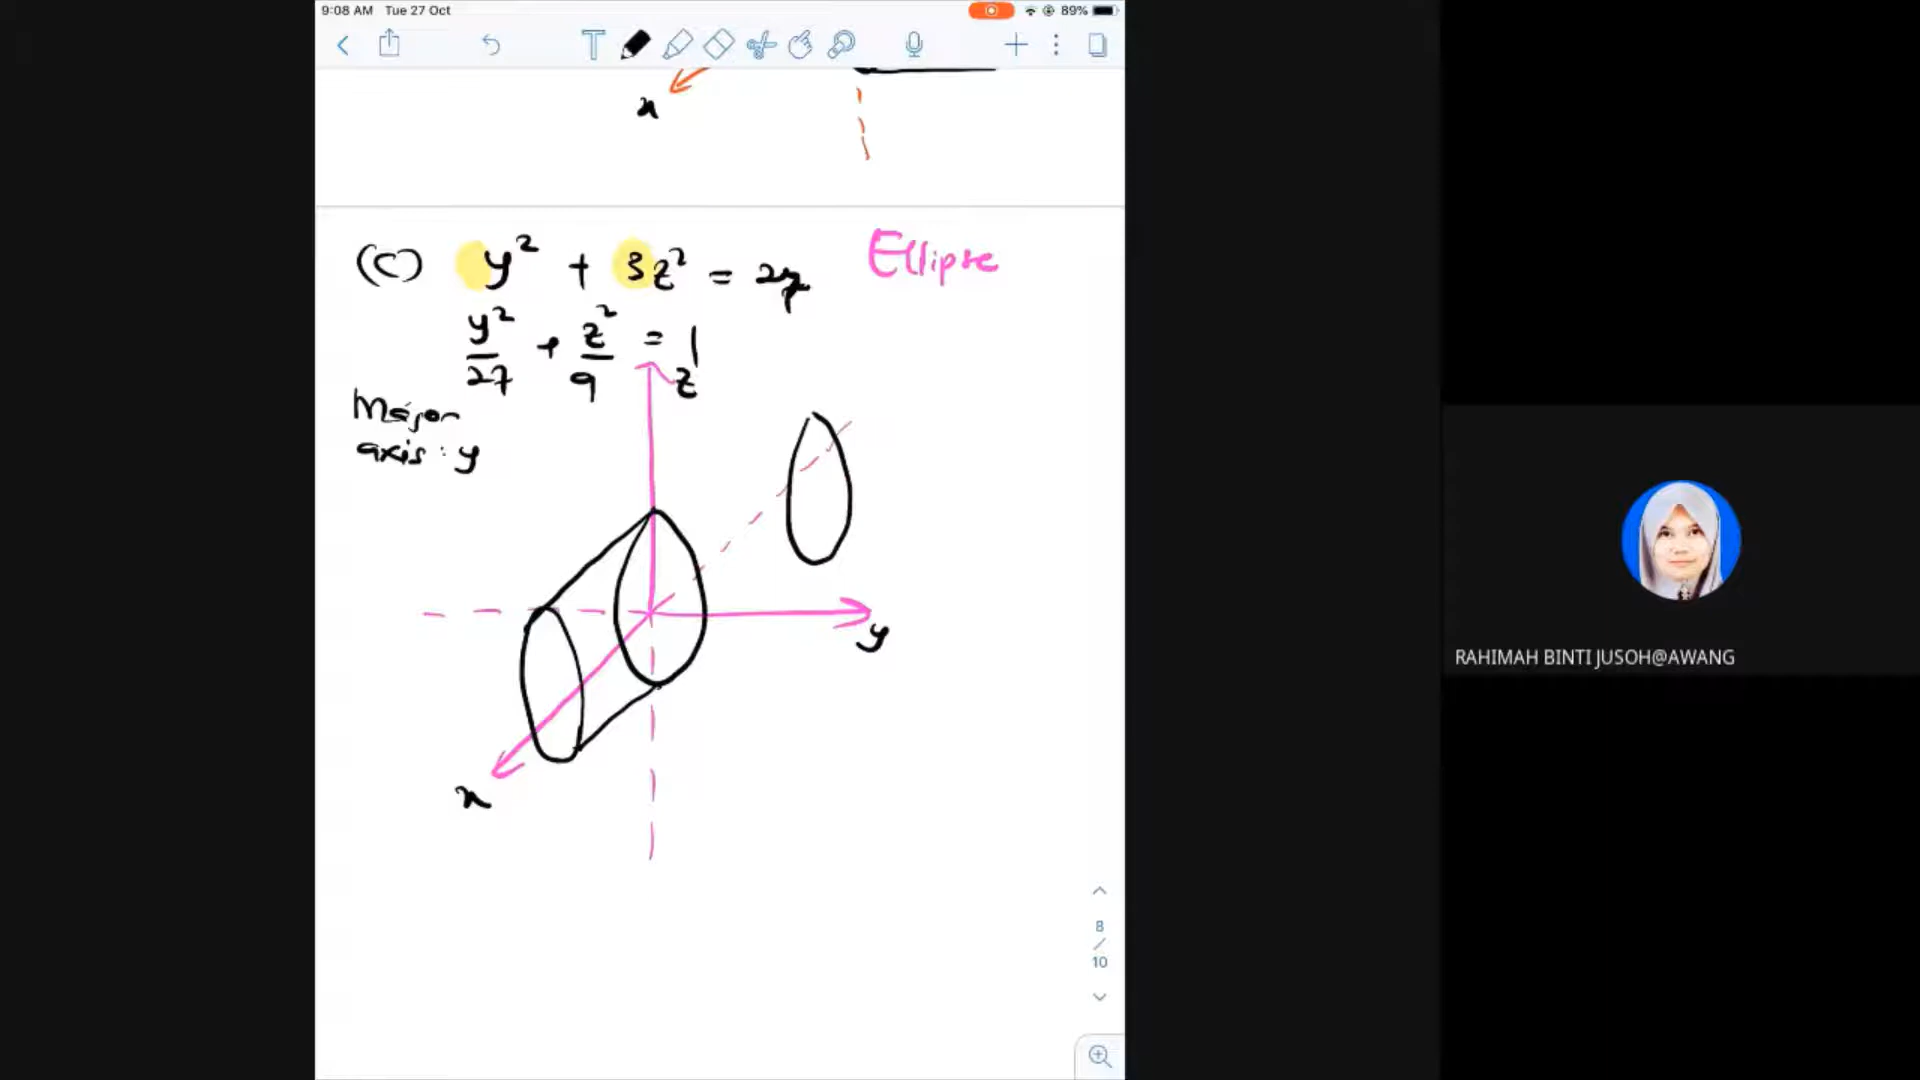 9:08 AM Tue 27 Oct 89%
T
x
(c) y² + 3z² = 27 Ellipse
y²/27 + z²/9 = 1
z
Major
axis : y
y
x
RAHIMAH BINTI JUSOH@AWANG
8
/
10